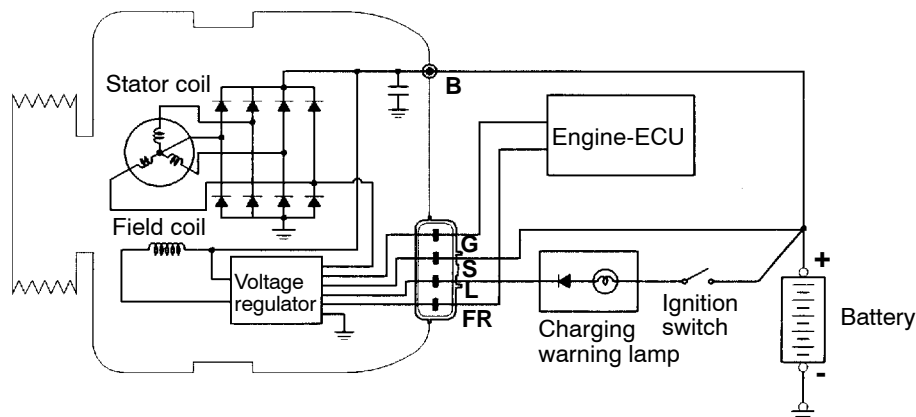 B
Stator coil
Engine-ECU
Field coil
G
S
+
Voltage
regulator
L
Ignition
switch
Battery
FR
Charging
warning lamp
-